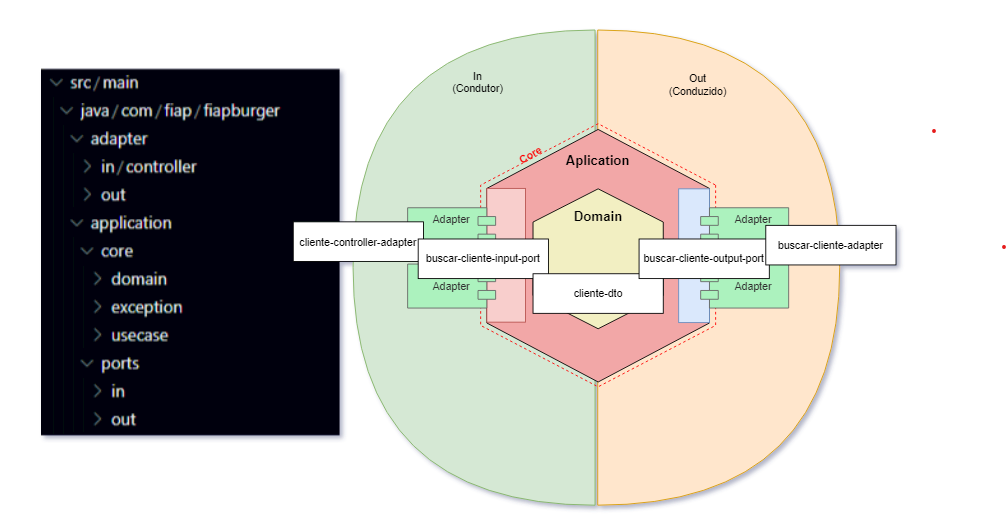 src/main
java/com/fiap/fiapburger
adapter
in/controller
out
application
core
domain
exception
usecase
ports
in
out
In
(Condutor)
Out
(Conduzido)
Core
Aplication
Domain
Adapter
Adapter
cliente-controller-adapter
buscar-cliente-input-port
buscar-cliente-output-port
buscar-cliente-adapter
cliente-dto
Adapter
Adapter